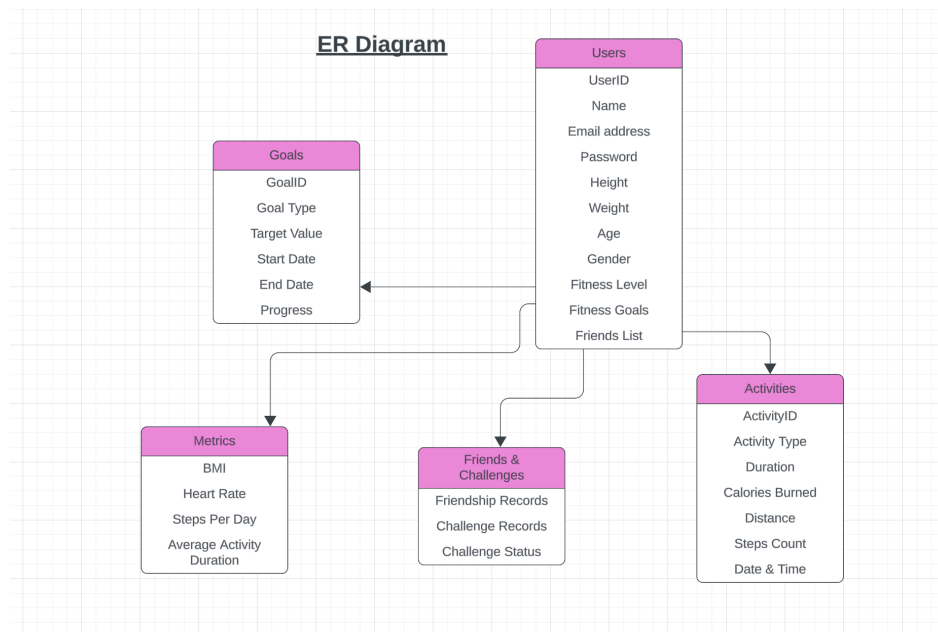 ER Diagram
Users
UserID
Name
Email address
Password
Height
Weight
Age
Gender
Fitness Level
Fitness Goals
Friends List
Goals
GoalID
Goal Type
Target Value
Start Date
End Date
Progress
Metrics
BMI
Heart Rate
Steps Per Day
Average Activity
Duration
Friends &
Challenges
Friendship Records
Challenge Records
Challenge Status
Activities
ActivityID
Activity Type
Duration
Calories Burned
Distance
Steps Count
Date & Time